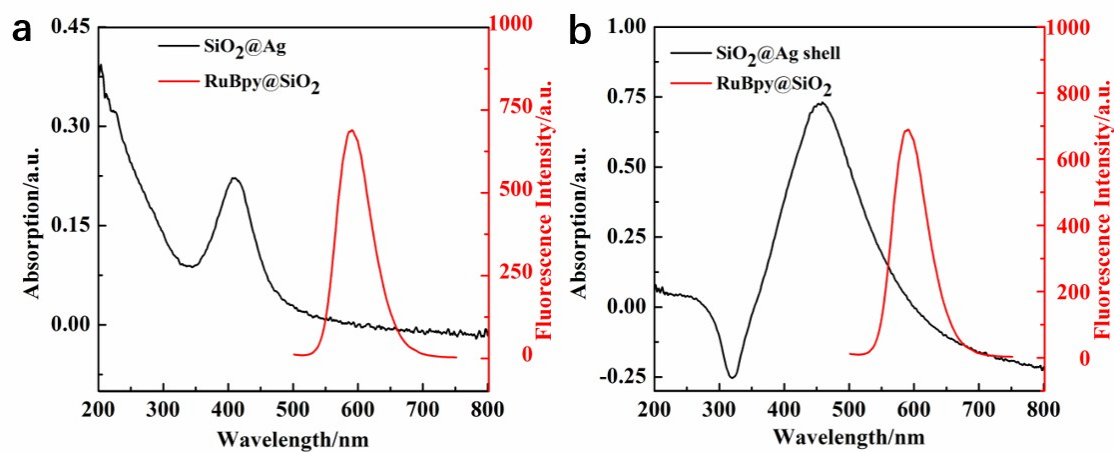 a
SiO2@Ag
RuBpy@SiO2
0.45
0.30
0.15
0.00
Absorption/a.u.
200 300 400 500 600 700 800
Wavelength/nm
1000
750
500
250
0
Fluorescence Intensity/a.u.
b
SiO2@Ag shell
RuBpy@SiO2
1.00
0.75
0.50
0.25
0.00
-0.25
Absorption/a.u.
200 300 400 500 600 700 800
Wavelength/nm
1000
800
600
400
200
0
Fluorescence Intensity/a.u.